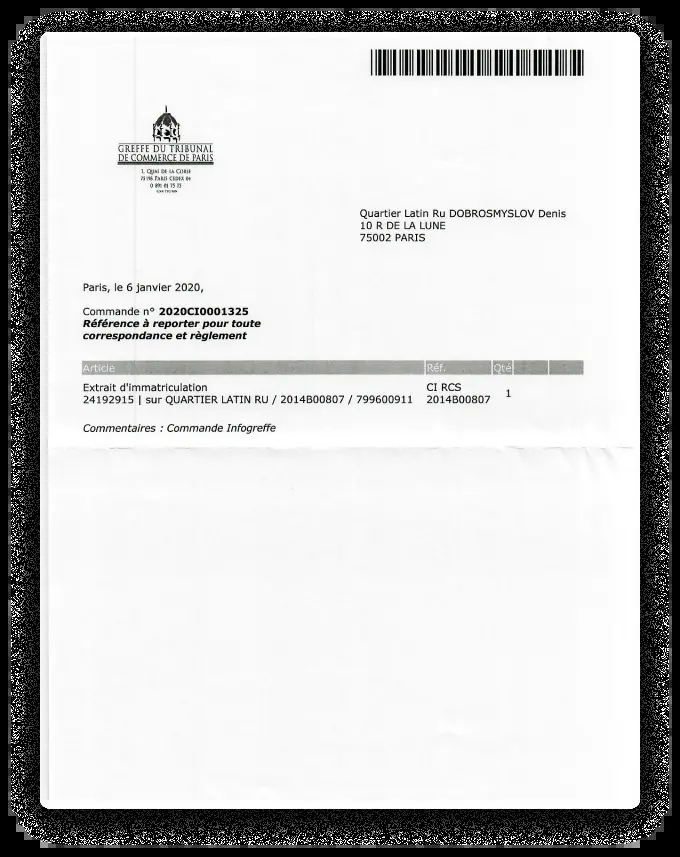 GREFFE DU TRIBUNAL
DE COMMERCE DE PARIS
1, QUAI DE LA CORSE
75198 PARIS CEDEX 04
0 891 01 75 75
Quartier Latin Ru DOBROSMYSLOV Denis
10 R DE LA LUNE
75002 PARIS
Paris, le 6 janvier 2020,
Commande n° 2020CI0001325
Référence à reporter pour toute
correspondance et règlement
Article Réf. Qté
Extrait d'immatriculation CI RCS
24192915 | sur QUARTIER LATIN RU / 2014B00807 / 799600911 2014B00807 1
Commentaires : Commande Infogreffe